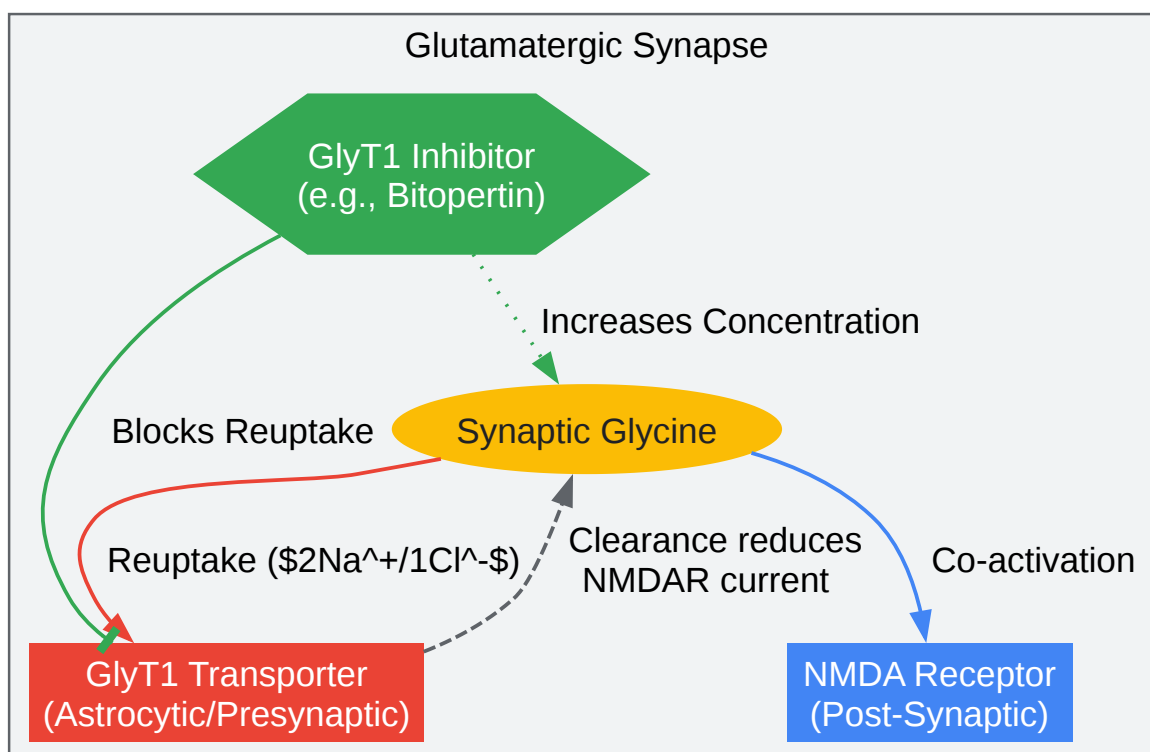 Glutamatergic Synapse
GlyT1 Inhibitor
(e.g., Bitopertin)
Increases Concentration
Blocks Reuptake
Synaptic Glycine
Reuptake ($2Na^+/1Cl^-$)
Clearance reduces
NMDAR current
Co-activation
GlyT1 Transporter
(Astrocytic/Presynaptic)
NMDA Receptor
(Post-Synaptic)